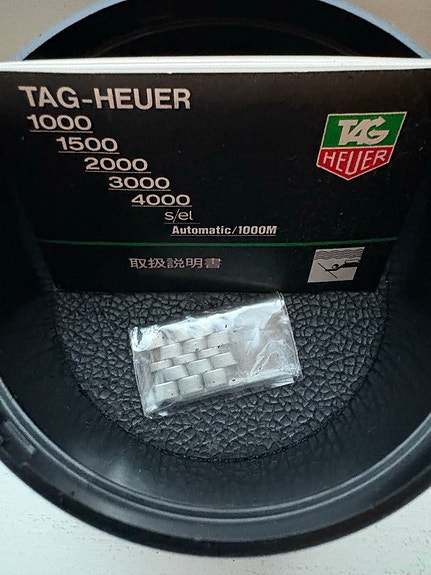 TAG-HEUER
1000
1500
2000
3000
4000
s/el
Automatic/1000M
取扱説明書
TAG
HEUER